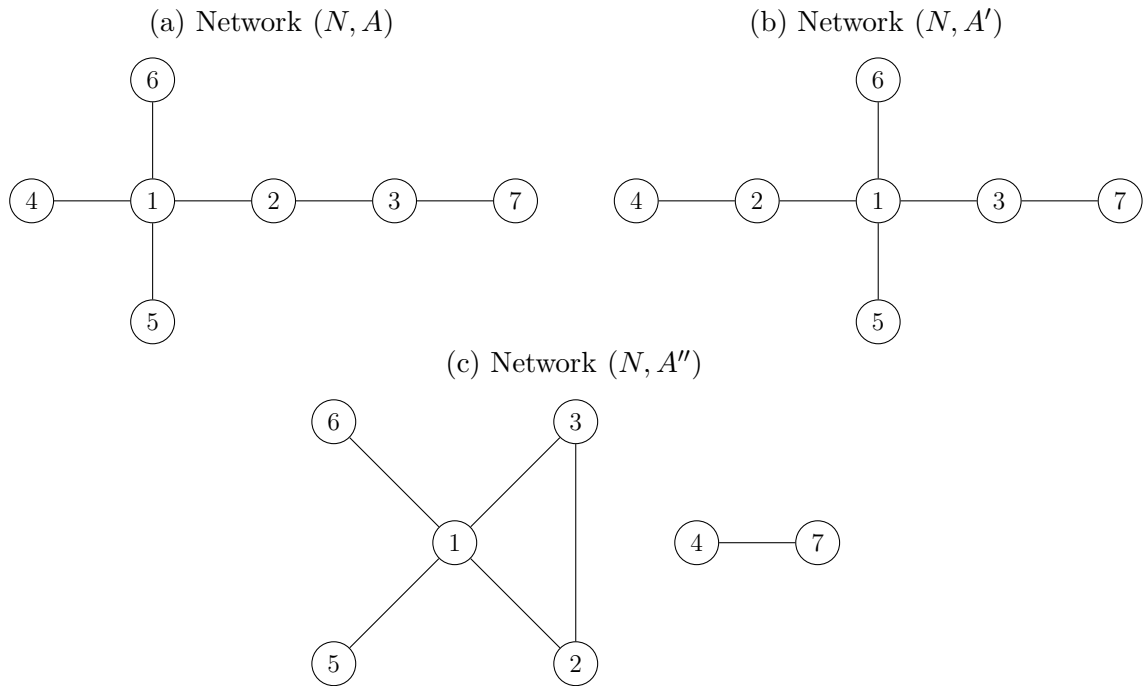 (a) Network (N, A)
(b) Network (N, A′)
6
6
4 1 2 3 7
4 2 1 3 7
5
5
(c) Network (N, A″)
6 3
1 4 7
5 2